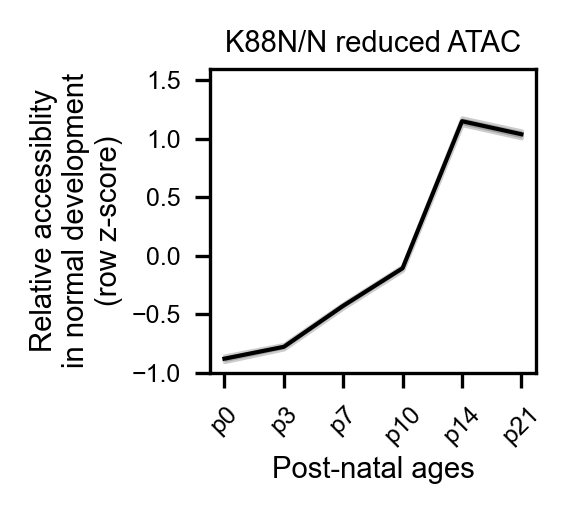 K88N/N reduced ATAC
Relative accessiblity
in normal development
(row z-score)
1.5
1.0
0.5
0.0
−0.5
−1.0
p0
p3
p7
p10
p14
p21
Post-natal ages